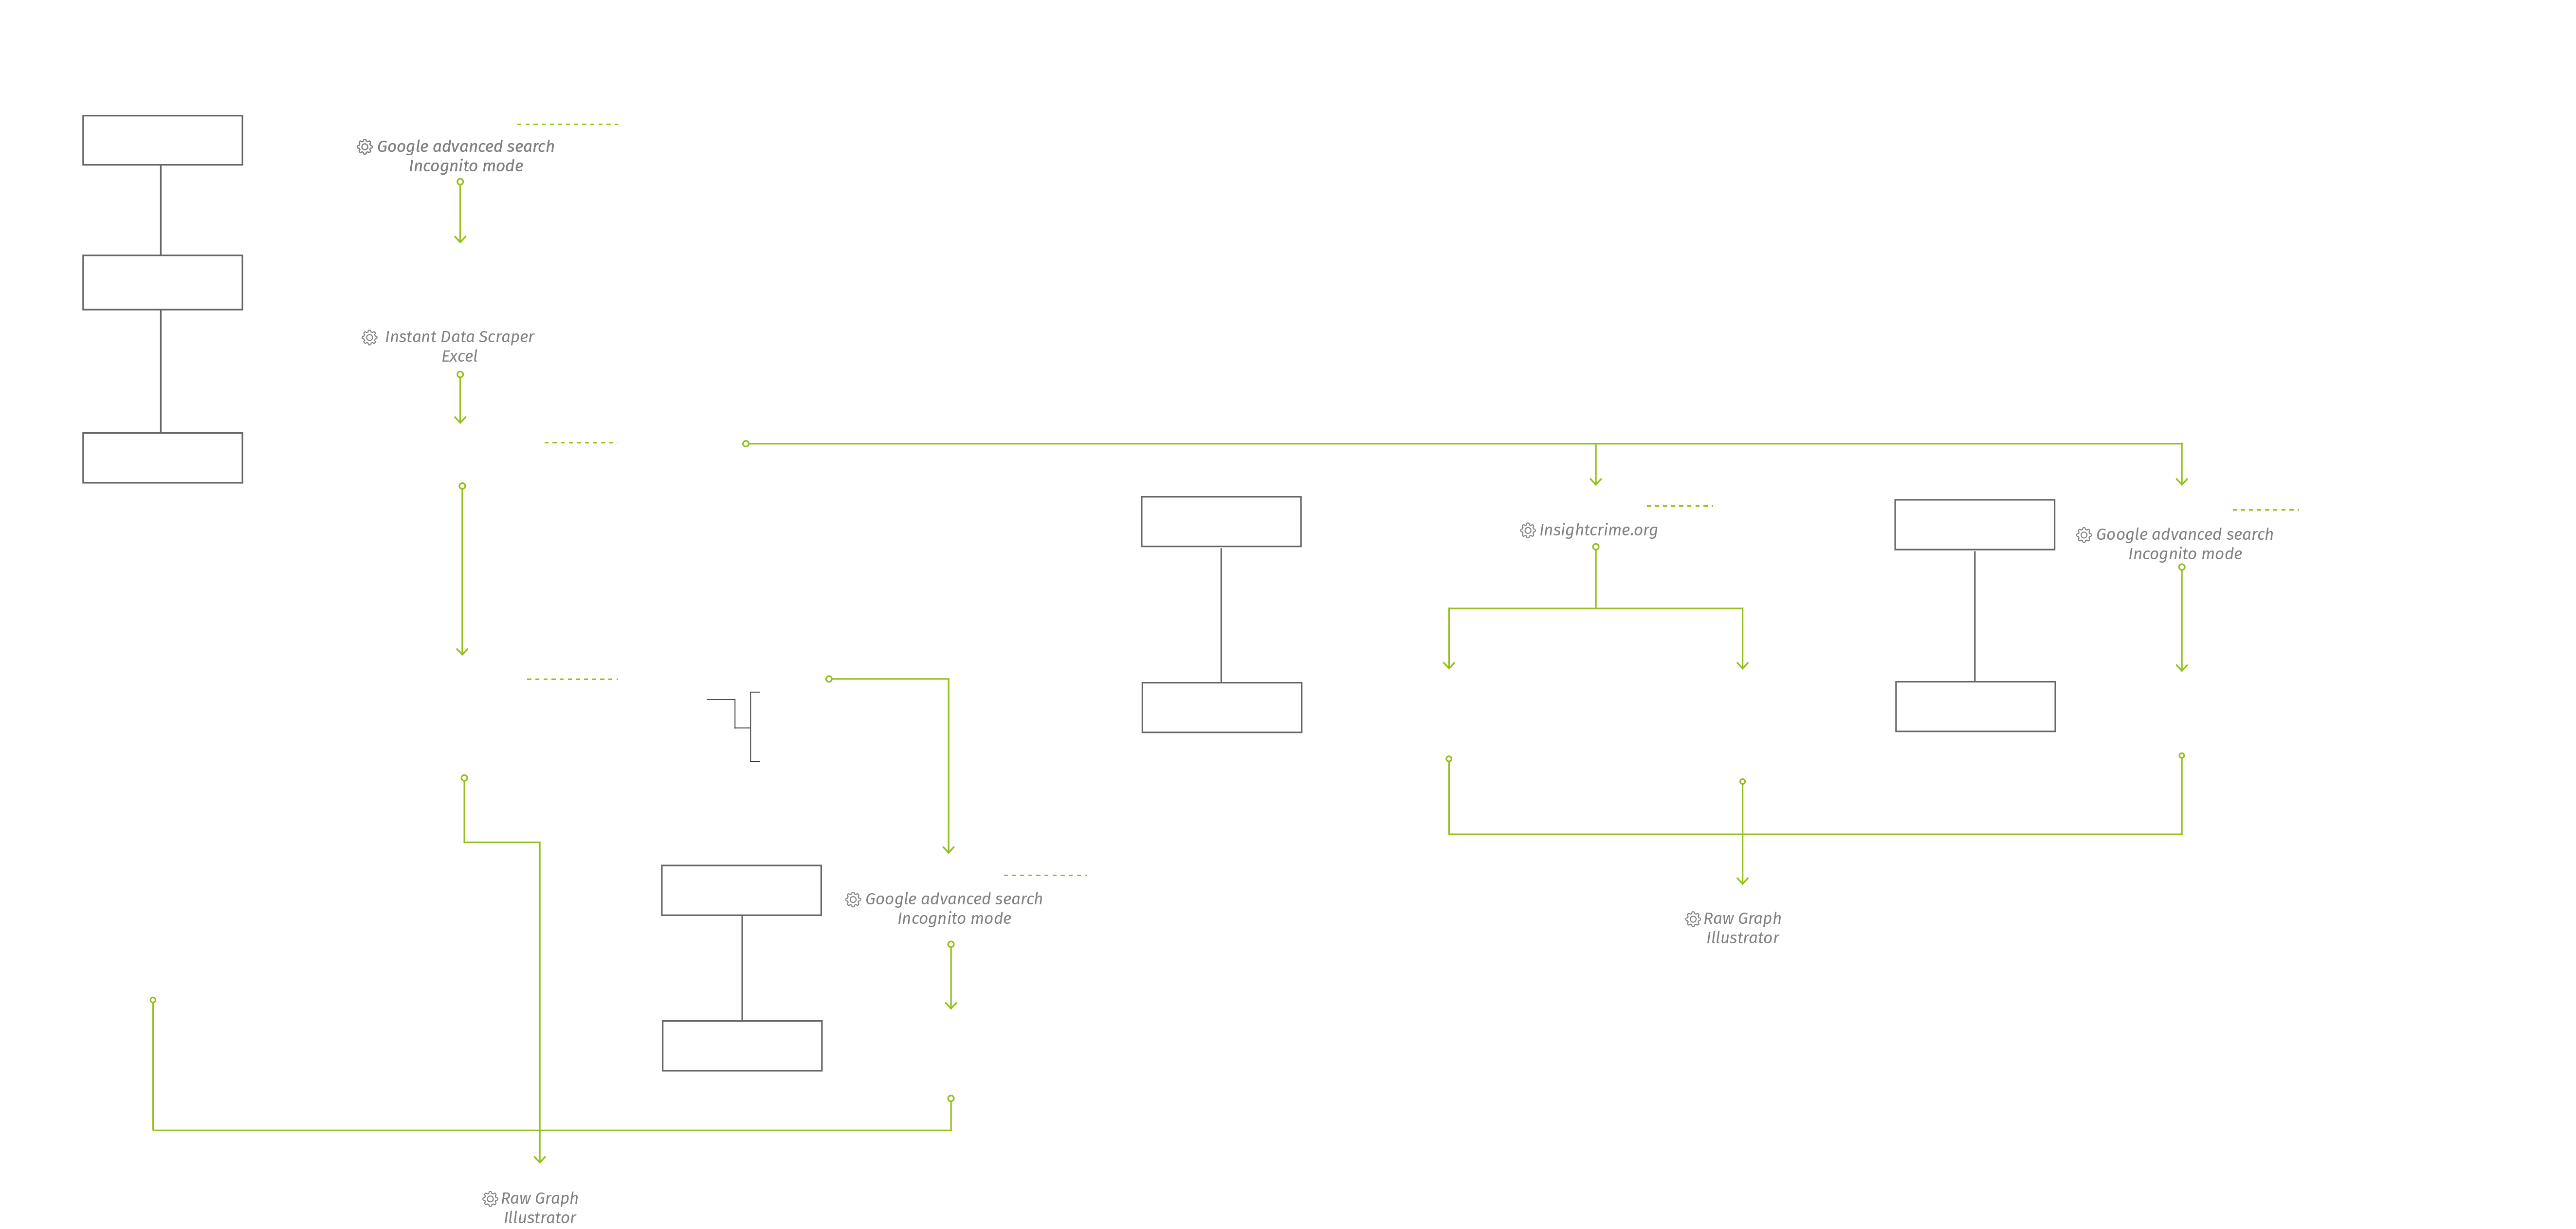 Google advanced search
Incognito mode
Instant Data Scraper
Excel
Insightcrime.org
Google advanced search
Incognito mode
Google advanced search
Incognito mode
Raw Graph
Illustrator
Raw Graph
Illustrator